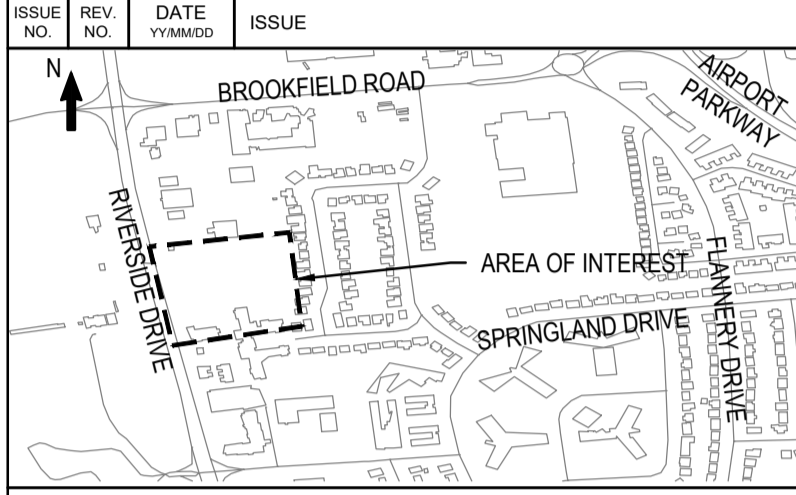 ISSUE NO.
REV. NO.
DATE YY/MM/DD
ISSUE
N
BROOKFIELD ROAD
AIRPORT PARKWAY
RIVERSIDE DRIVE
AREA OF INTEREST
SPRINGLAND DRIVE
FLANNERY DRIVE